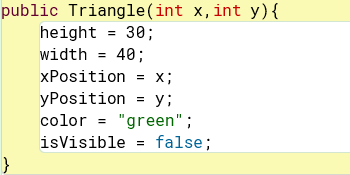 public Triangle(int x,int y){
height = 30;
width = 40;
xPosition = x;
yPosition = y;
color = "green";
isVisible = false;
}